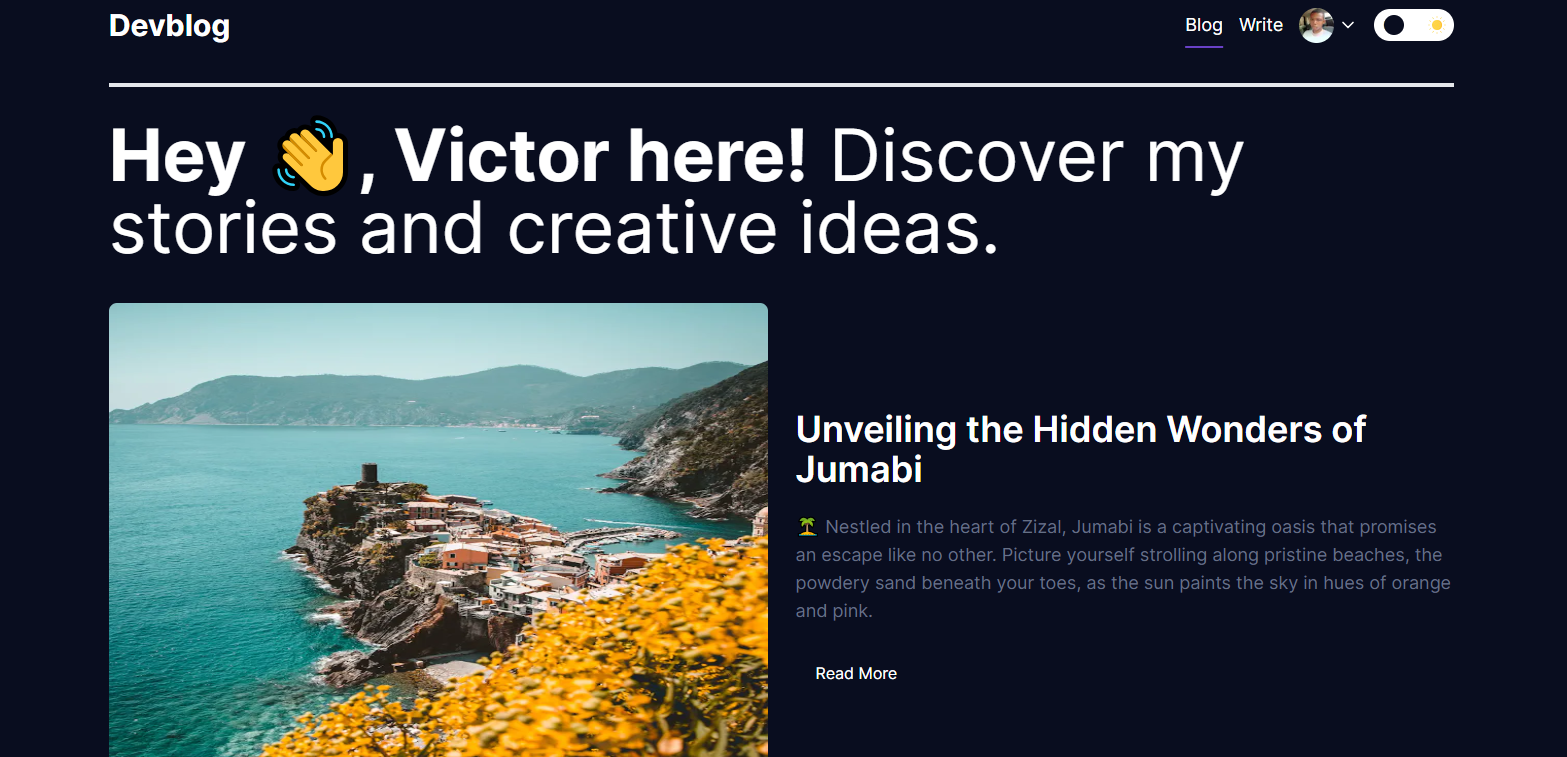 Devblog
Blog Write
Hey 👋, Victor here! Discover my
stories and creative ideas.
Unveiling the Hidden Wonders of
Jumabi
🏝️ Nestled in the heart of Zizal, Jumabi is a captivating oasis that promises
an escape like no other. Picture yourself strolling along pristine beaches, the
powdery sand beneath your toes, as the sun paints the sky in hues of orange
and pink.
Read More